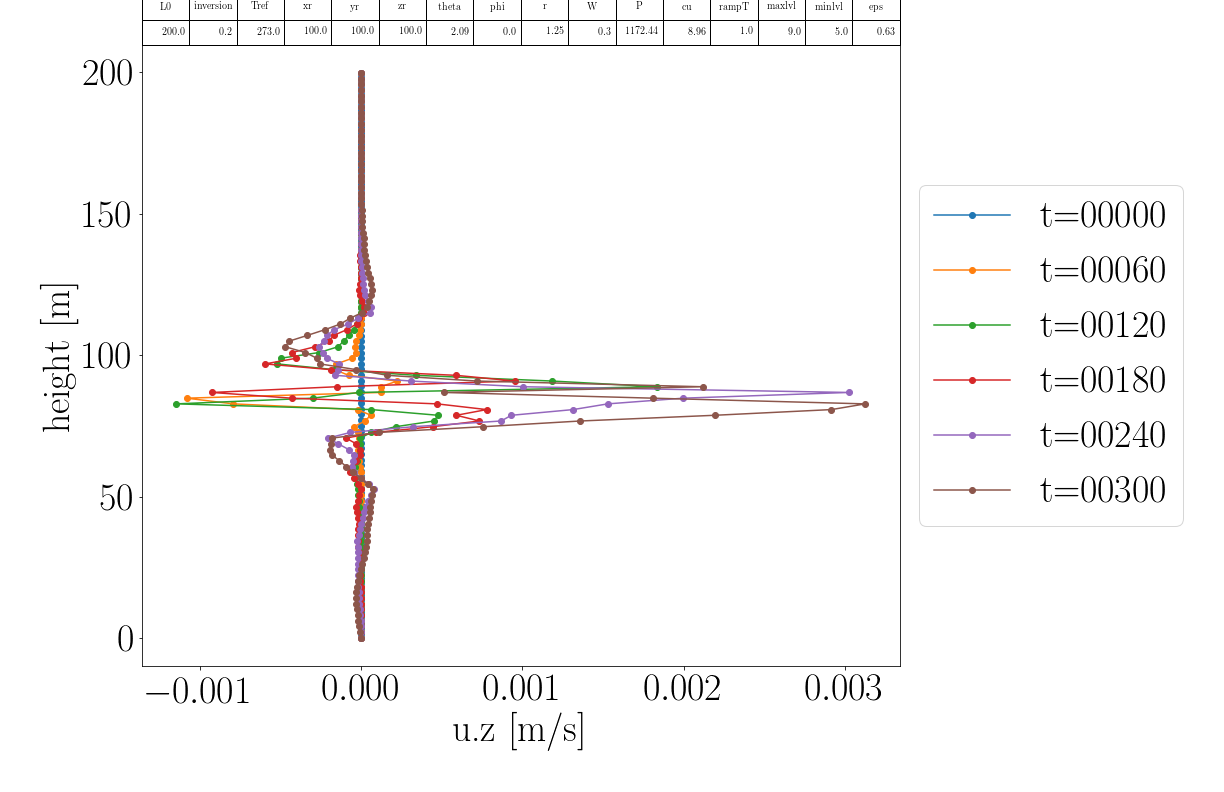 L0 inversion Tref xr yr zr theta phi r W P cu rampT maxlvl minlvl eps
200.0 0.2 273.0 100.0 100.0 100.0 2.09 0.0 1.25 0.3 1172.44 8.96 1.0 9.0 5.0 0.63
200
150
100
50
0
height [m]
−0.001 0.000 0.001 0.002 0.003
u.z [m/s]
t=00000
t=00060
t=00120
t=00180
t=00240
t=00300